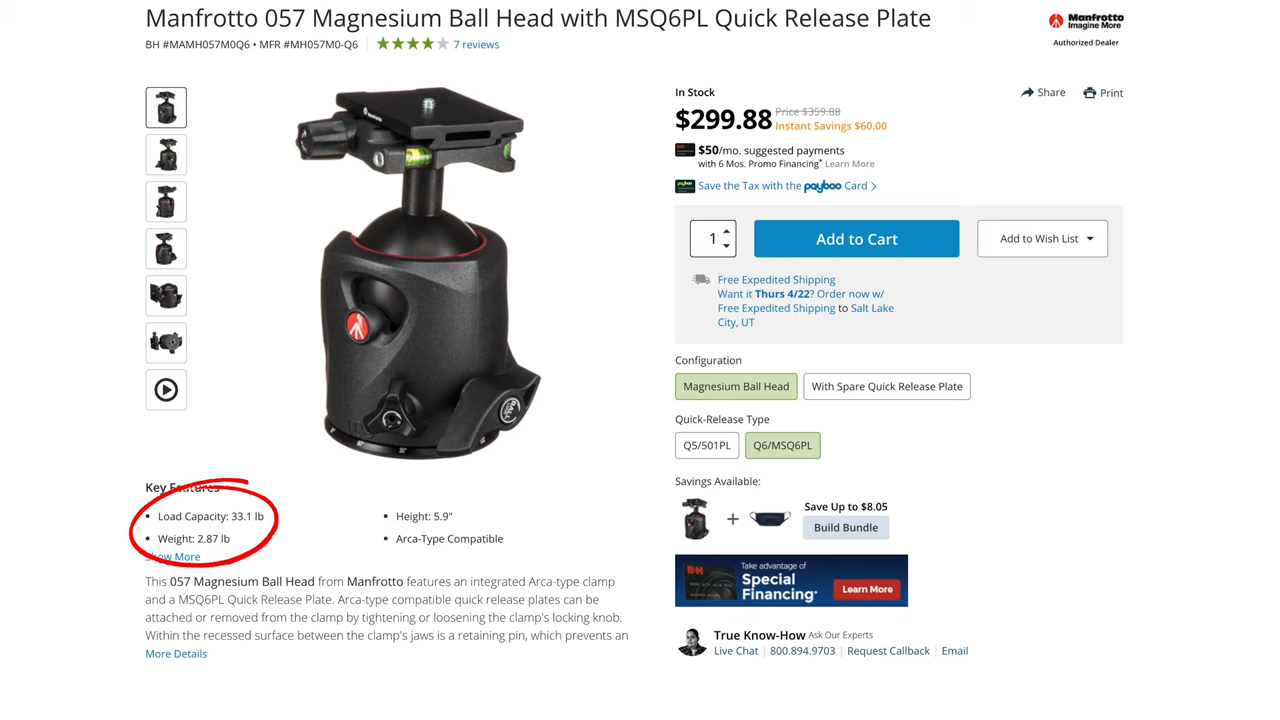 Manfrotto 057 Magnesium Ball Head with MSQ6PL Quick Release Plate
Manfrotto
Imagine More
Authorized Dealer
BH #MAMH057M0Q6 • MFR #MH057M0-Q6
7 reviews
In Stock
Share
Print
$299.88
Price $359.88
Instant Savings $60.00
$50/mo. suggested payments
with 6 Mos. Promo Financing* Learn More
Save the Tax with the payboo Card >
1
Add to Cart
Add to Wish List
Free Expedited Shipping
Want it Thurs 4/22? Order now w/
Free Expedited Shipping to Salt Lake
City, UT
Configuration
Magnesium Ball Head
With Spare Quick Release Plate
Quick-Release Type
Q5/501PL
Q6/MSQ6PL
Savings Available:
Save Up to $8.05
Build Bundle
B&H
Take advantage of
Special
Financing*
Learn More
True Know-How Ask Our Experts
Live Chat | 800.894.9703 | Request Callback | Email
Key Features
• Load Capacity: 33.1 lb
• Weight: 2.87 lb
• Height: 5.9"
• Arca-Type Compatible
Show More
This 057 Magnesium Ball Head from Manfrotto features an integrated Arca-type clamp
and a MSQ6PL Quick Release Plate. Arca-type compatible quick release plates can be
attached or removed from the clamp by tightening or loosening the clamp's locking knob.
Within the recessed surface between the clamp's jaws is a retaining pin, which prevents an
More Details